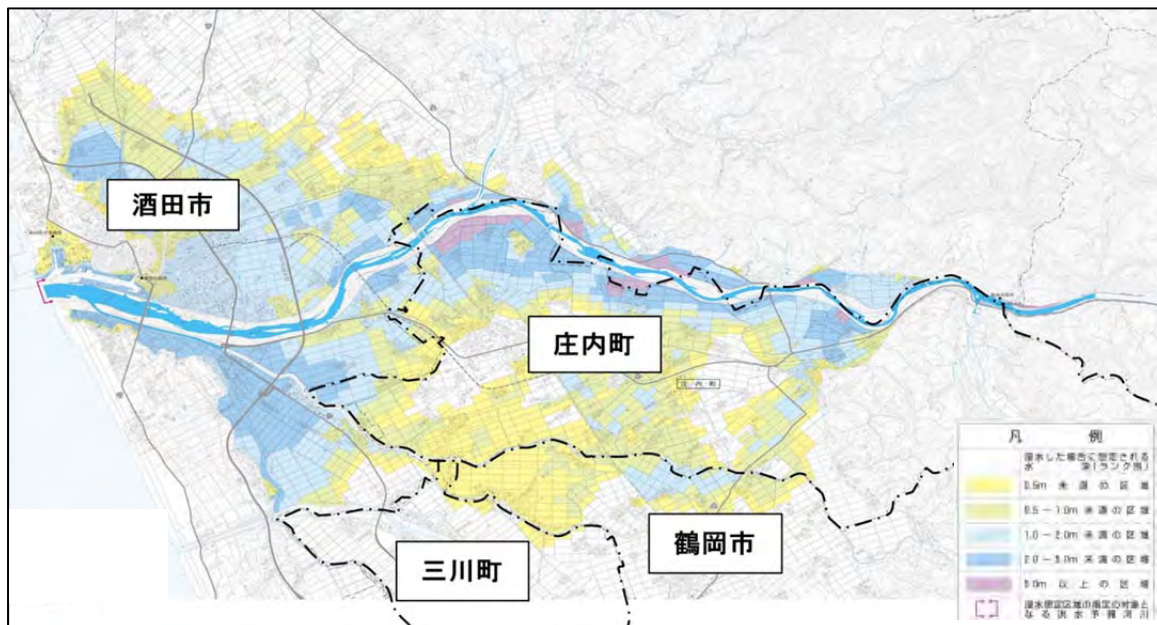 酒田市
庄内町
庄内町
鶴岡市
三川町
凡 例
浸水した場合に想定される
水 深(ランク別)
0.5m 未満の区域
0.5～1.0m 未満の区域
1.0～2.0m 未満の区域
2.0～5.0m 未満の区域
5.0m 以上の区域
浸水想定区域の指定の対象と
なる洪水予報河川